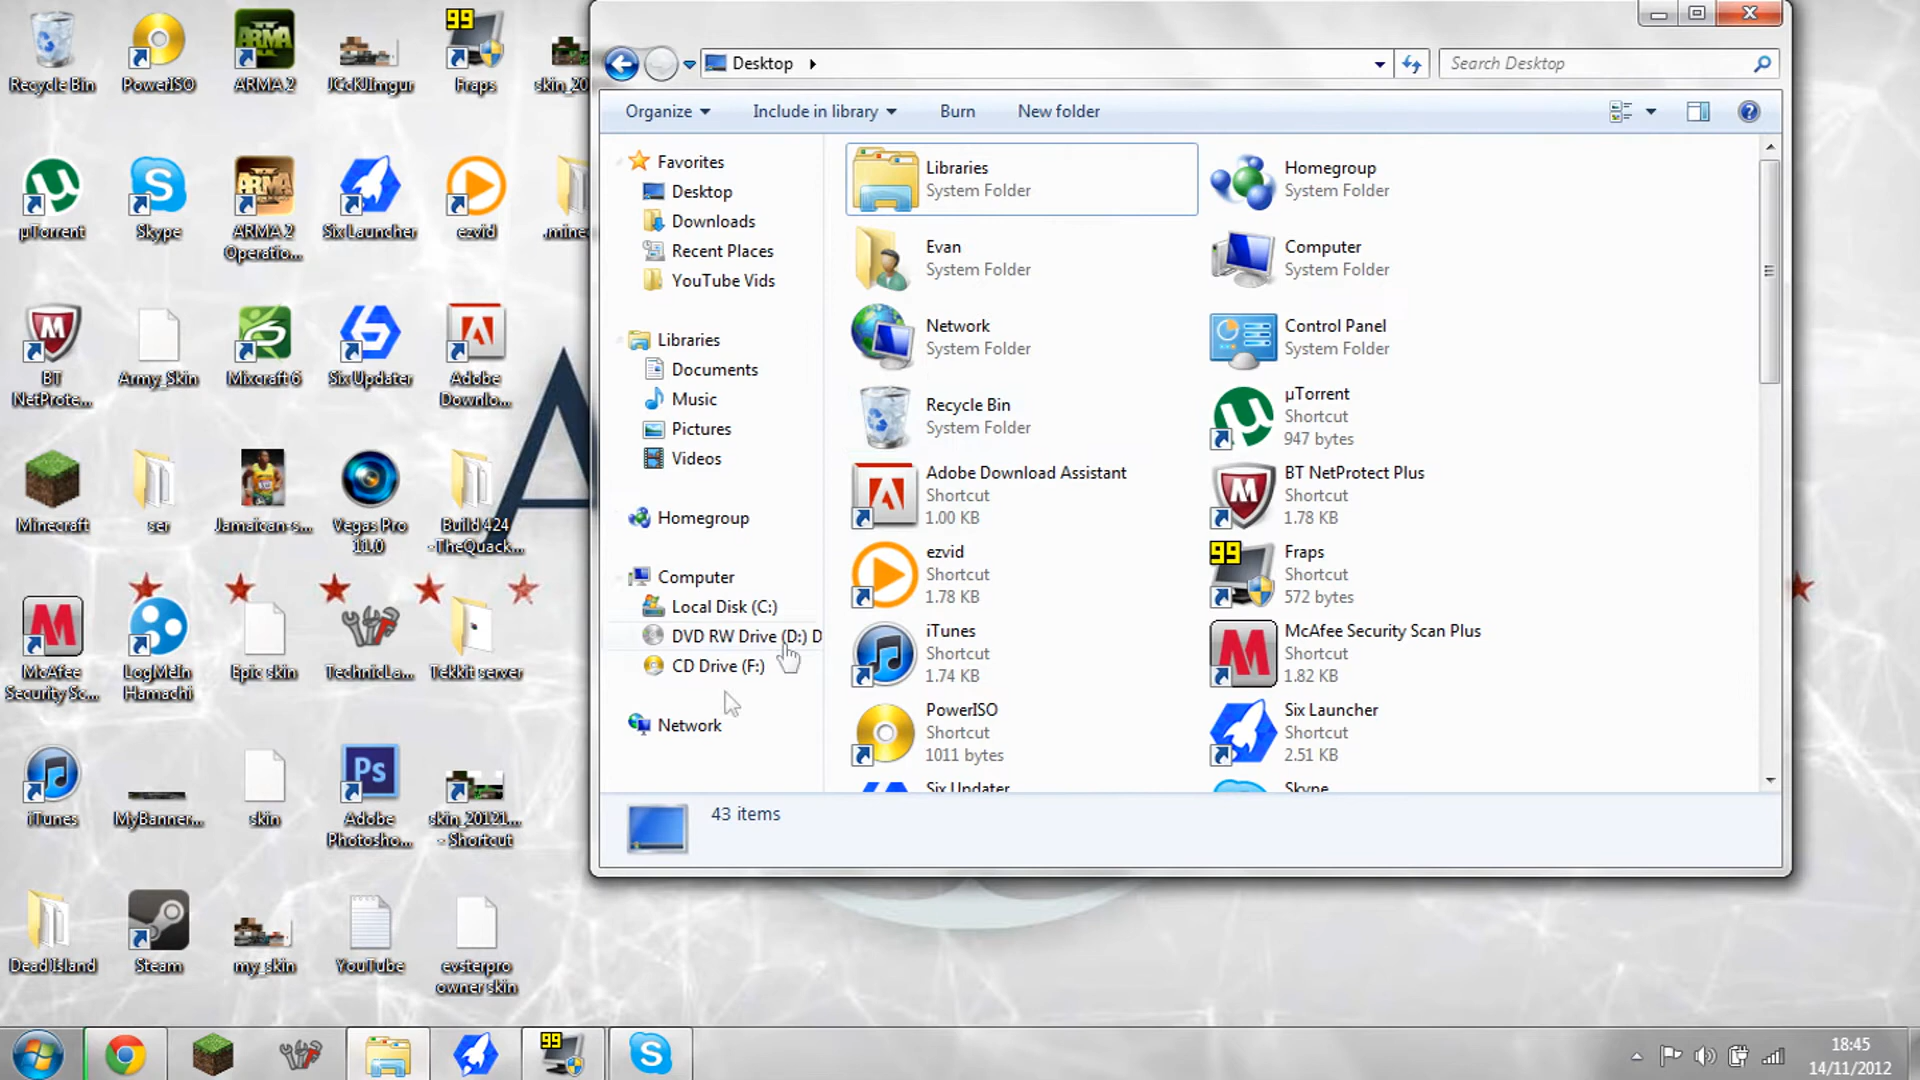 Recycle Bin
PowerISO
ARMA 2
JCcKJImgur
Fraps
skin_20
µTorrent
Skype
ARMA 2
Operatio...
Six Launcher
ezvid
.mine
BT
NetProte...
Army_Skin
Mixcraft 6
Six Updater
Adobe
Downlo...
Minecraft
ser
Jamaican-s...
Vegas Pro
11.0
Build 424
-TheQuack...
McAfee
Security Sc...
LogMeIn
Hamachi
Epic skin
TechnicLa...
Tekkit server
iTunes
MyBanner...
skin
Adobe
Photosho...
skin_20121...
- Shortcut
Dead Island
Steam
my_skin
YouTube
evsterpro
owner skin
Desktop
Search Desktop
Organize
Include in library
Burn
New folder
Favorites
Desktop
Downloads
Recent Places
YouTube Vids
Libraries
Documents
Music
Pictures
Videos
Homegroup
Computer
Local Disk (C:)
DVD RW Drive (D:) D
CD Drive (F:)
Network
Libraries
System Folder
Homegroup
System Folder
Evan
System Folder
Computer
System Folder
Network
System Folder
Control Panel
System Folder
Recycle Bin
System Folder
µTorrent
Shortcut
947 bytes
Adobe Download Assistant
Shortcut
1.00 KB
BT NetProtect Plus
Shortcut
1.78 KB
ezvid
Shortcut
1.78 KB
Fraps
Shortcut
572 bytes
iTunes
Shortcut
1.74 KB
McAfee Security Scan Plus
Shortcut
1.82 KB
PowerISO
Shortcut
1011 bytes
Six Launcher
Shortcut
2.51 KB
Six Updater
Skype
43 items
18:45
14/11/2012